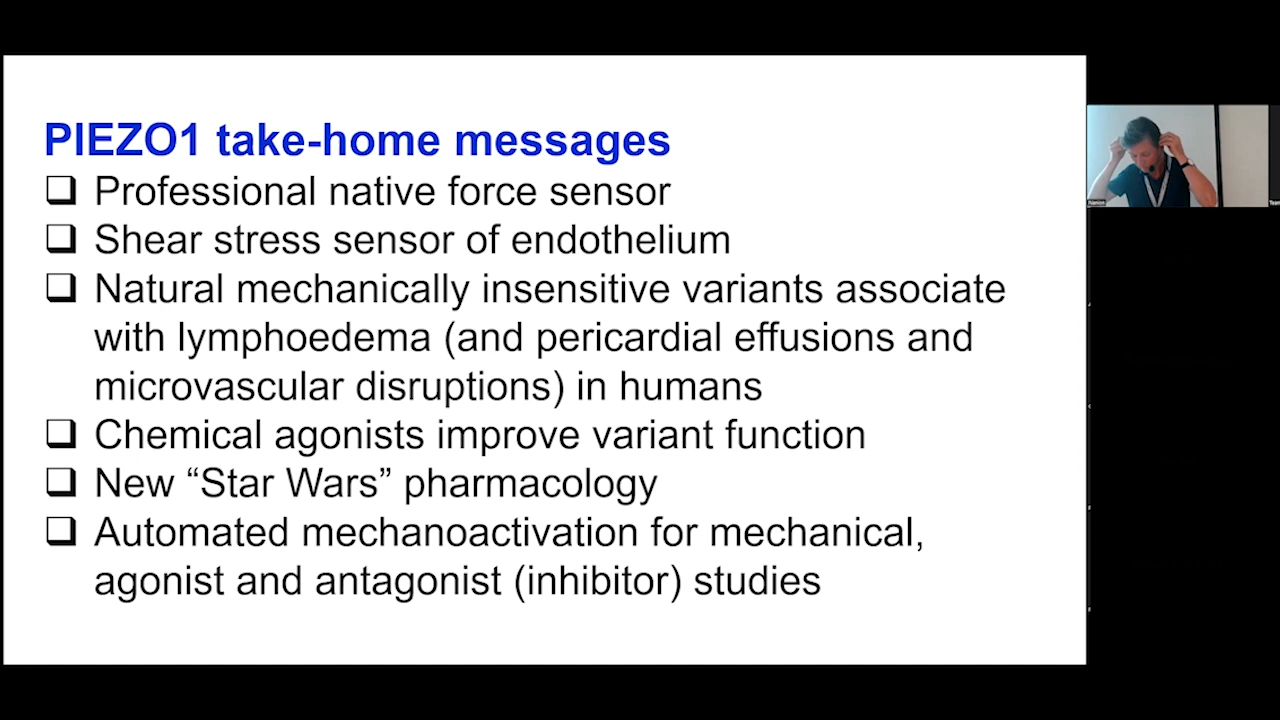 PIEZO1 take-home messages
Professional native force sensor
Shear stress sensor of endothelium
Natural mechanically insensitive variants associate
with lymphoedema (and pericardial effusions and
microvascular disruptions) in humans
Chemical agonists improve variant function
New “Star Wars” pharmacology
Automated mechanoactivation for mechanical,
agonist and antagonist (inhibitor) studies